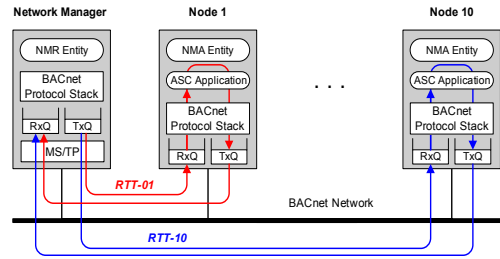 Network Manager
NMR Entity
BACnet
Protocol Stack
RxQ
TxQ
MS/TP
Node 1
NMA Entity
ASC Application
BACnet
Protocol Stack
RxQ
TxQ
. . .
Node 10
NMA Entity
ASC Application
BACnet
Protocol Stack
RxQ
TxQ
RTT-01
BACnet Network
RTT-10